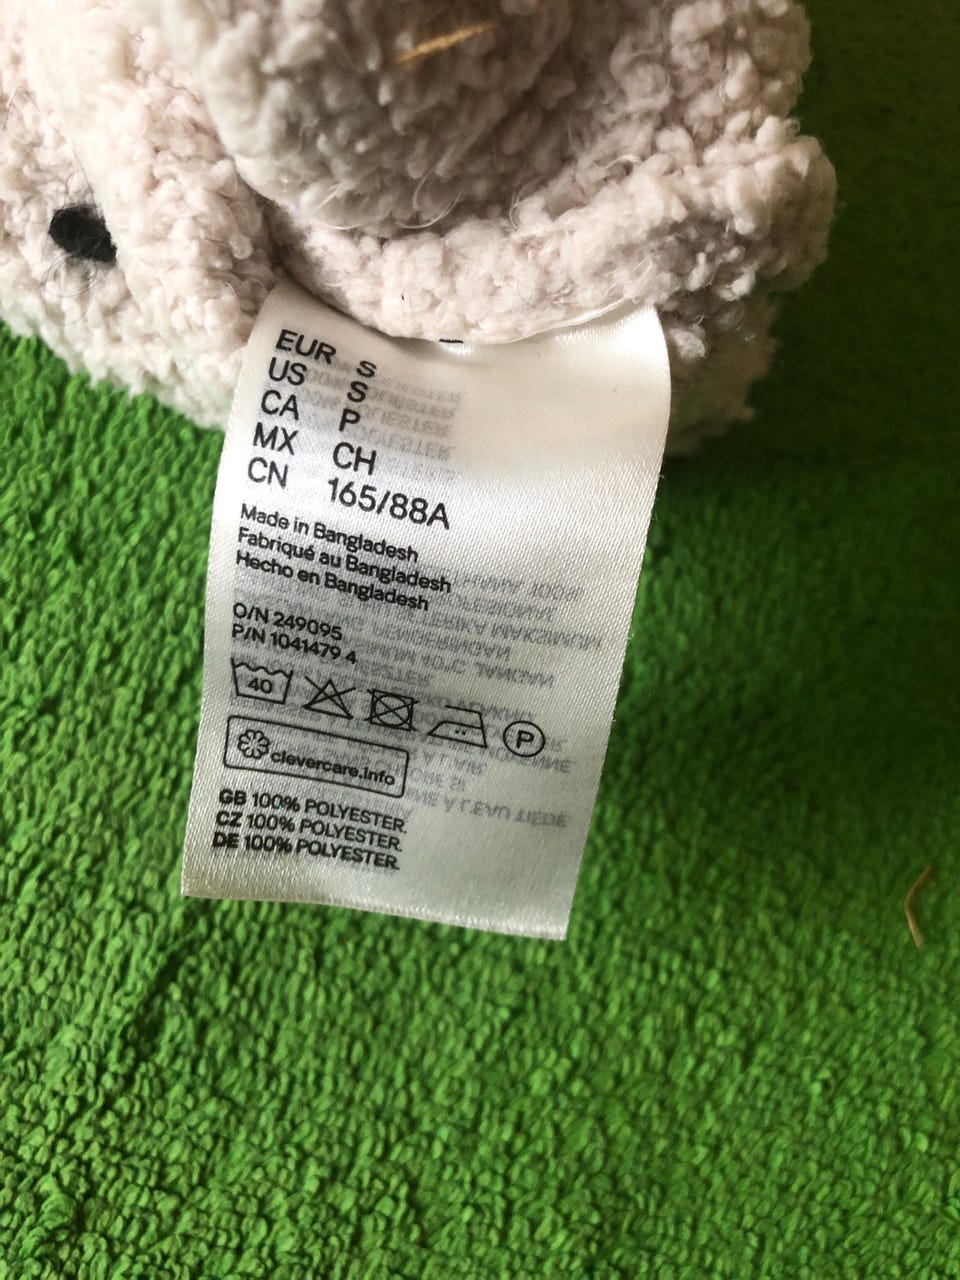 EUR S
US S
CA P
MX CH
CN 165/88A
Made in Bangladesh
Fabriqué au Bangladesh
Hecho en Bangladesh
O/N 249095
P/N 1041479 4
40 P
clevercare.info
GB 100% POLYESTER.
CZ 100% POLYESTER.
DE 100% POLYESTER.